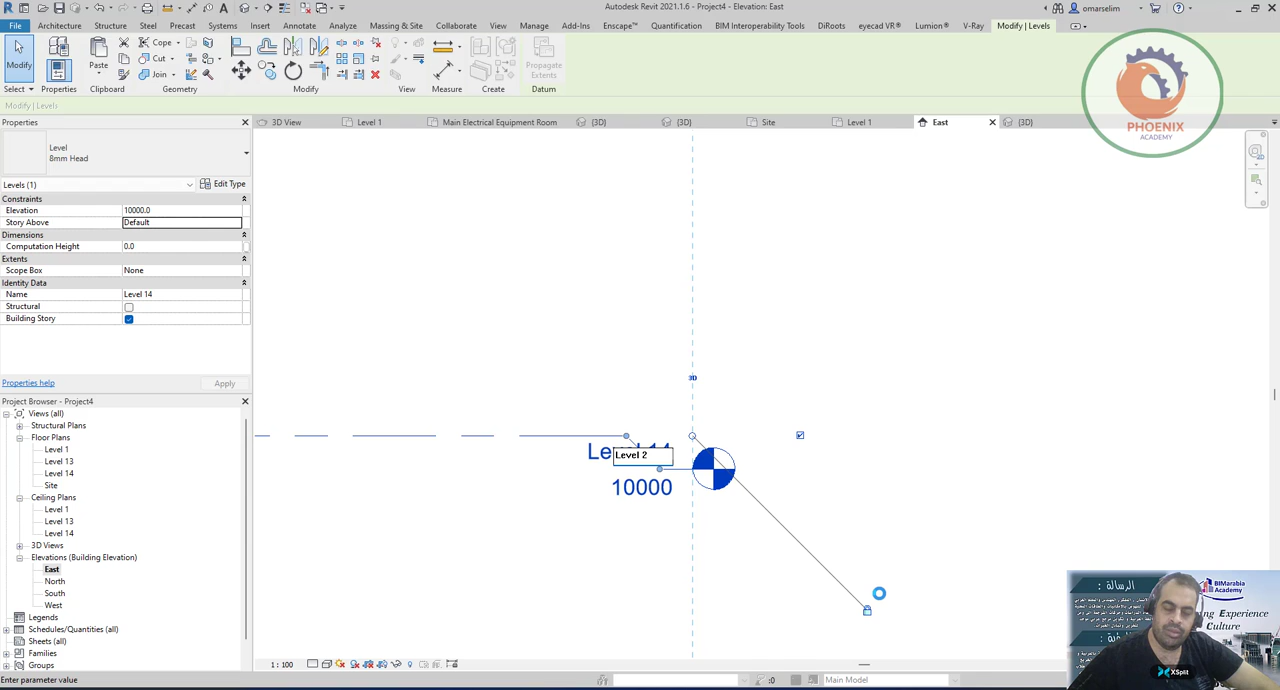 Autodesk Revit 2021.1.6 - Project4 - Elevation: East
omarselim
File Architecture Structure Steel Precast Systems Insert Annotate Analyze Massing & Site Collaborate View Manage Add-Ins Enscape™ Quantification BIM Interoperability Tools DiRoots eyecad VR® Lumion® V-Ray Modify | Levels
Cope
Cut
Join
Modify Paste Propagate Extents
Select Properties Clipboard Geometry Modify View Measure Create Datum
Modify | Levels
PHOENIX
ACADEMY
Properties
3D View Level 1 Main Electrical Equipment Room {3D} {3D} Site Level 1 East {3D}
Level
8mm Head
Levels (1) Edit Type
Constraints
Elevation 10000.0
Story Above Default
Dimensions
Computation Height 0.0
Extents
Scope Box None
Identity Data
Name Level 14
Structural
Building Story
Properties help Apply
3D
Level 2
10000
Project Browser - Project4
Views (all)
Structural Plans
Floor Plans
Level 1
Level 13
Level 14
Site
Ceiling Plans
Level 1
Level 13
Level 14
3D Views
Elevations (Building Elevation)
East
North
South
West
Legends
Schedules/Quantities (all)
Sheets (all)
Families
Groups
1 : 100
Enter parameter value
:0 Main Model
الرسالة :
BIMarabia
Academy
Experience
Culture
XSplit